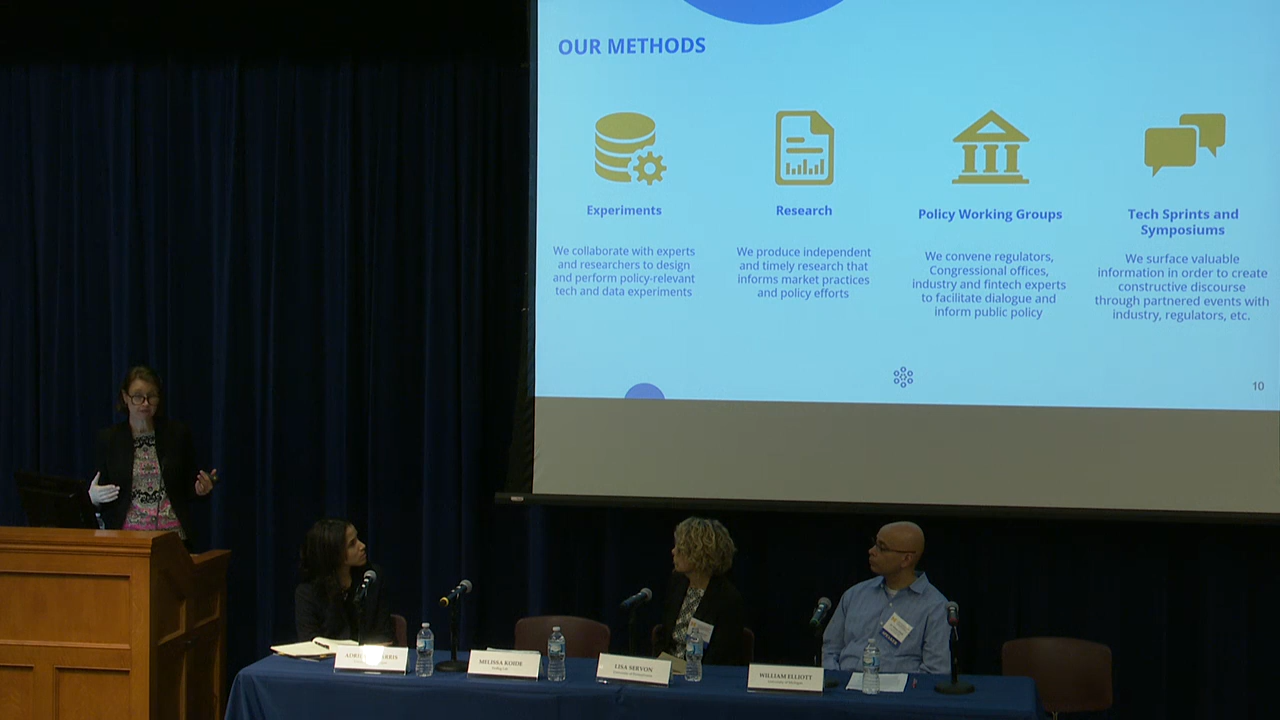 OUR METHODS
Experiments
We collaborate with experts
and researchers to design
and perform policy-relevant
tech and data experiments
Research
We produce independent
and timely research that
informs market practices
and policy efforts
Policy Working Groups
We convene regulators,
Congressional offices,
industry and fintech experts
to facilitate dialogue and
inform public policy
Tech Sprints and
Symposiums
We surface valuable
information in order to create
constructive discourse
through partnered events with
industry, regulators, etc.
10
MELISSA KOIDE
LISA SERVON
WILLIAM ELLIOTT